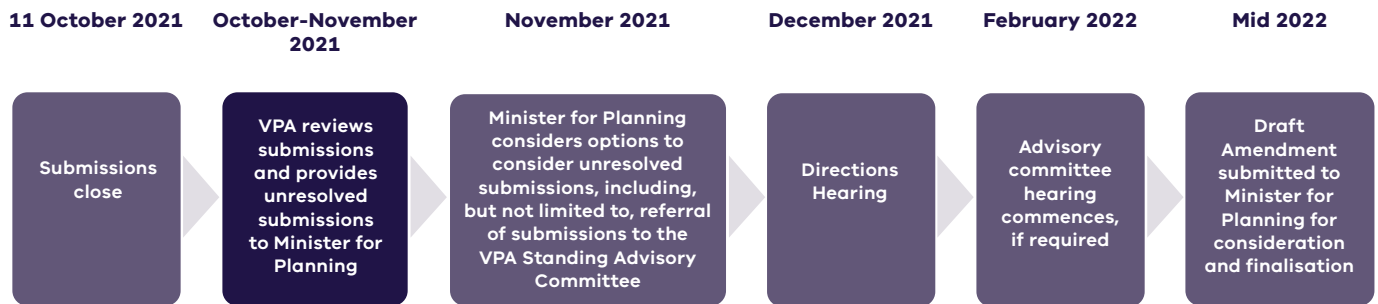 11 October 2021
October-November
2021
November 2021
December 2021
February 2022
Mid 2022
Submissions
close
VPA reviews
submissions
and provides
unresolved
submissions
to Minister for
Planning
Minister for Planning
considers options to
consider unresolved
submissions, including,
but not limited to, referral
of submissions to the
VPA Standing Advisory
Committee
Directions
Hearing
Advisory
committee
hearing
commences,
if required
Draft
Amendment
submitted to
Minister for
Planning for
consideration
and finalisation